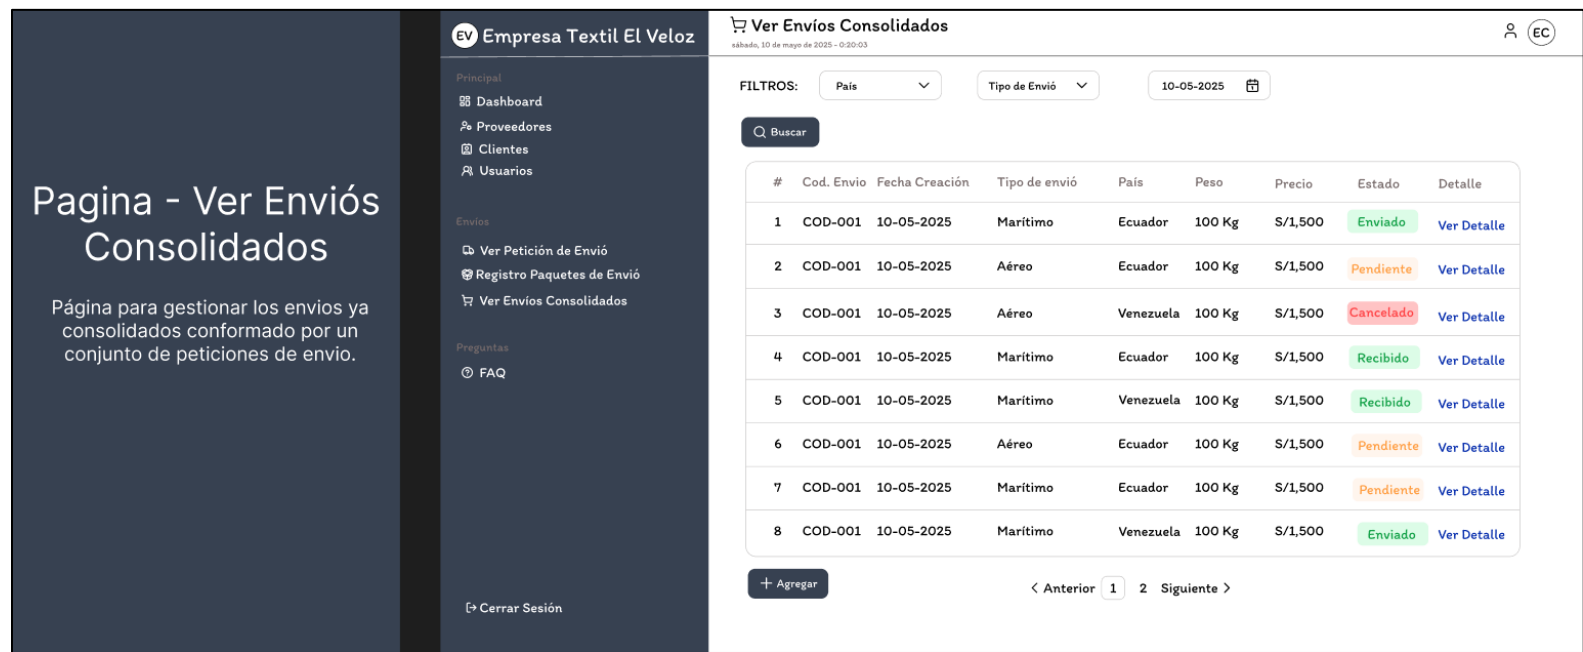 Pagina - Ver Enviós
Consolidados
Página para gestionar los envios ya
consolidados conformado por un
conjunto de peticiones de envio.
EV Empresa Textil El Veloz
Principal
Dashboard
Proveedores
Clientes
Usuarios
Envíos
Ver Petición de Envió
Registro Paquetes de Envió
Ver Envíos Consolidados
Preguntas
FAQ
Cerrar Sesión
Ver Envíos Consolidados
sábado, 10 de mayo de 2025 - 0:20:03
EC
FILTROS: País Tipo de Envió 10-05-2025
Buscar
# Cod. Envio Fecha Creación Tipo de envió País Peso Precio Estado Detalle
1 COD-001 10-05-2025 Marítimo Ecuador 100 Kg S/1,500 Enviado Ver Detalle
2 COD-001 10-05-2025 Aéreo Ecuador 100 Kg S/1,500 Pendiente Ver Detalle
3 COD-001 10-05-2025 Aéreo Venezuela 100 Kg S/1,500 Cancelado Ver Detalle
4 COD-001 10-05-2025 Marítimo Ecuador 100 Kg S/1,500 Recibido Ver Detalle
5 COD-001 10-05-2025 Marítimo Venezuela 100 Kg S/1,500 Recibido Ver Detalle
6 COD-001 10-05-2025 Aéreo Ecuador 100 Kg S/1,500 Pendiente Ver Detalle
7 COD-001 10-05-2025 Marítimo Ecuador 100 Kg S/1,500 Pendiente Ver Detalle
8 COD-001 10-05-2025 Marítimo Venezuela 100 Kg S/1,500 Enviado Ver Detalle
+ Agregar
< Anterior 1 2 Siguiente >